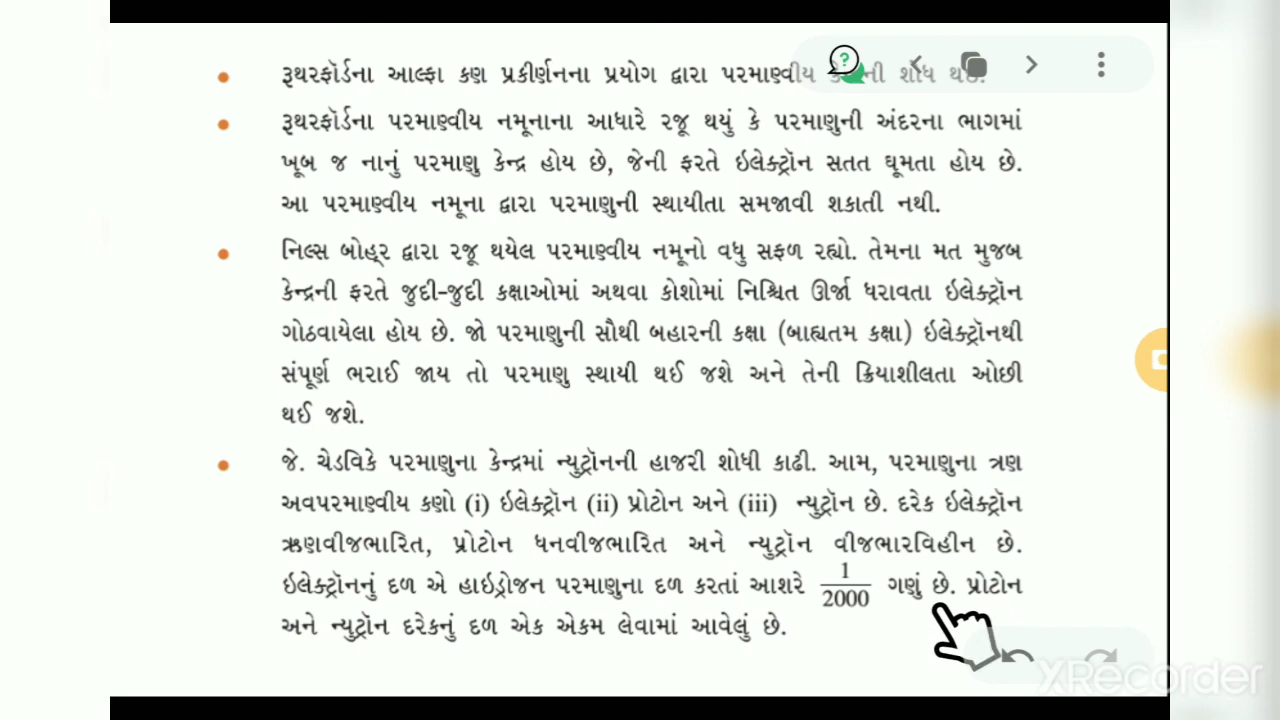 રૂથરફૉર્ડના આલ્ફા કણ પ્રકીર્ણનના પ્રયોગ દ્વારા પરમાણ્વીય શોધ થઈ.
રૂથરફૉર્ડના પરમાણ્વીય નમૂનાના આધારે રજૂ થયું કે પરમાણુની અંદરના ભાગમાં
ખૂબ જ નાનું પરમાણુ કેન્દ્ર હોય છે, જેની ફરતે ઇલેક્ટ્રૉન સતત ઘૂમતા હોય છે.
આ પરમાણ્વીય નમૂના દ્વારા પરમાણુની સ્થાયીતા સમજાવી શકાતી નથી.
નિલ્સ બોહ્‌ર દ્વારા રજૂ થયેલ પરમાણ્વીય નમૂનો વધુ સફળ રહ્યો. તેમના મત મુજબ
કેન્દ્રની ફરતે જુદી-જુદી કક્ષાઓમાં અથવા કોશોમાં નિશ્ચિત ઊર્જા ધરાવતા ઇલેક્ટ્રૉન
ગોઠવાયેલા હોય છે. જો પરમાણુની સૌથી બહારની કક્ષા (બાહ્યતમ કક્ષા) ઇલેક્ટ્રૉનથી
સંપૂર્ણ ભરાઈ જાય તો પરમાણુ સ્થાયી થઈ જશે અને તેની ક્રિયાશીલતા ઓછી
થઈ જશે.
જે. ચેડવિકે પરમાણુના કેન્દ્રમાં ન્યુટ્રૉનની હાજરી શોધી કાઢી. આમ, પરમાણુના ત્રણ
અવપરમાણ્વીય કણો (i) ઇલેક્ટ્રૉન (ii) પ્રોટોન અને (iii) ન્યુટ્રૉન છે. દરેક ઇલેક્ટ્રૉન
ઋણવીજભારિત, પ્રોટોન ધનવીજભારિત અને ન્યુટ્રૉન વીજભારવિહીન છે.
ઇલેક્ટ્રૉનનું દળ એ હાઇડ્રોજન પરમાણુના દળ કરતાં આશરે 1/2000 ગણું છે. પ્રોટોન
અને ન્યુટ્રૉન દરેકનું દળ એક એકમ લેવામાં આવેલું છે.
XRecorder